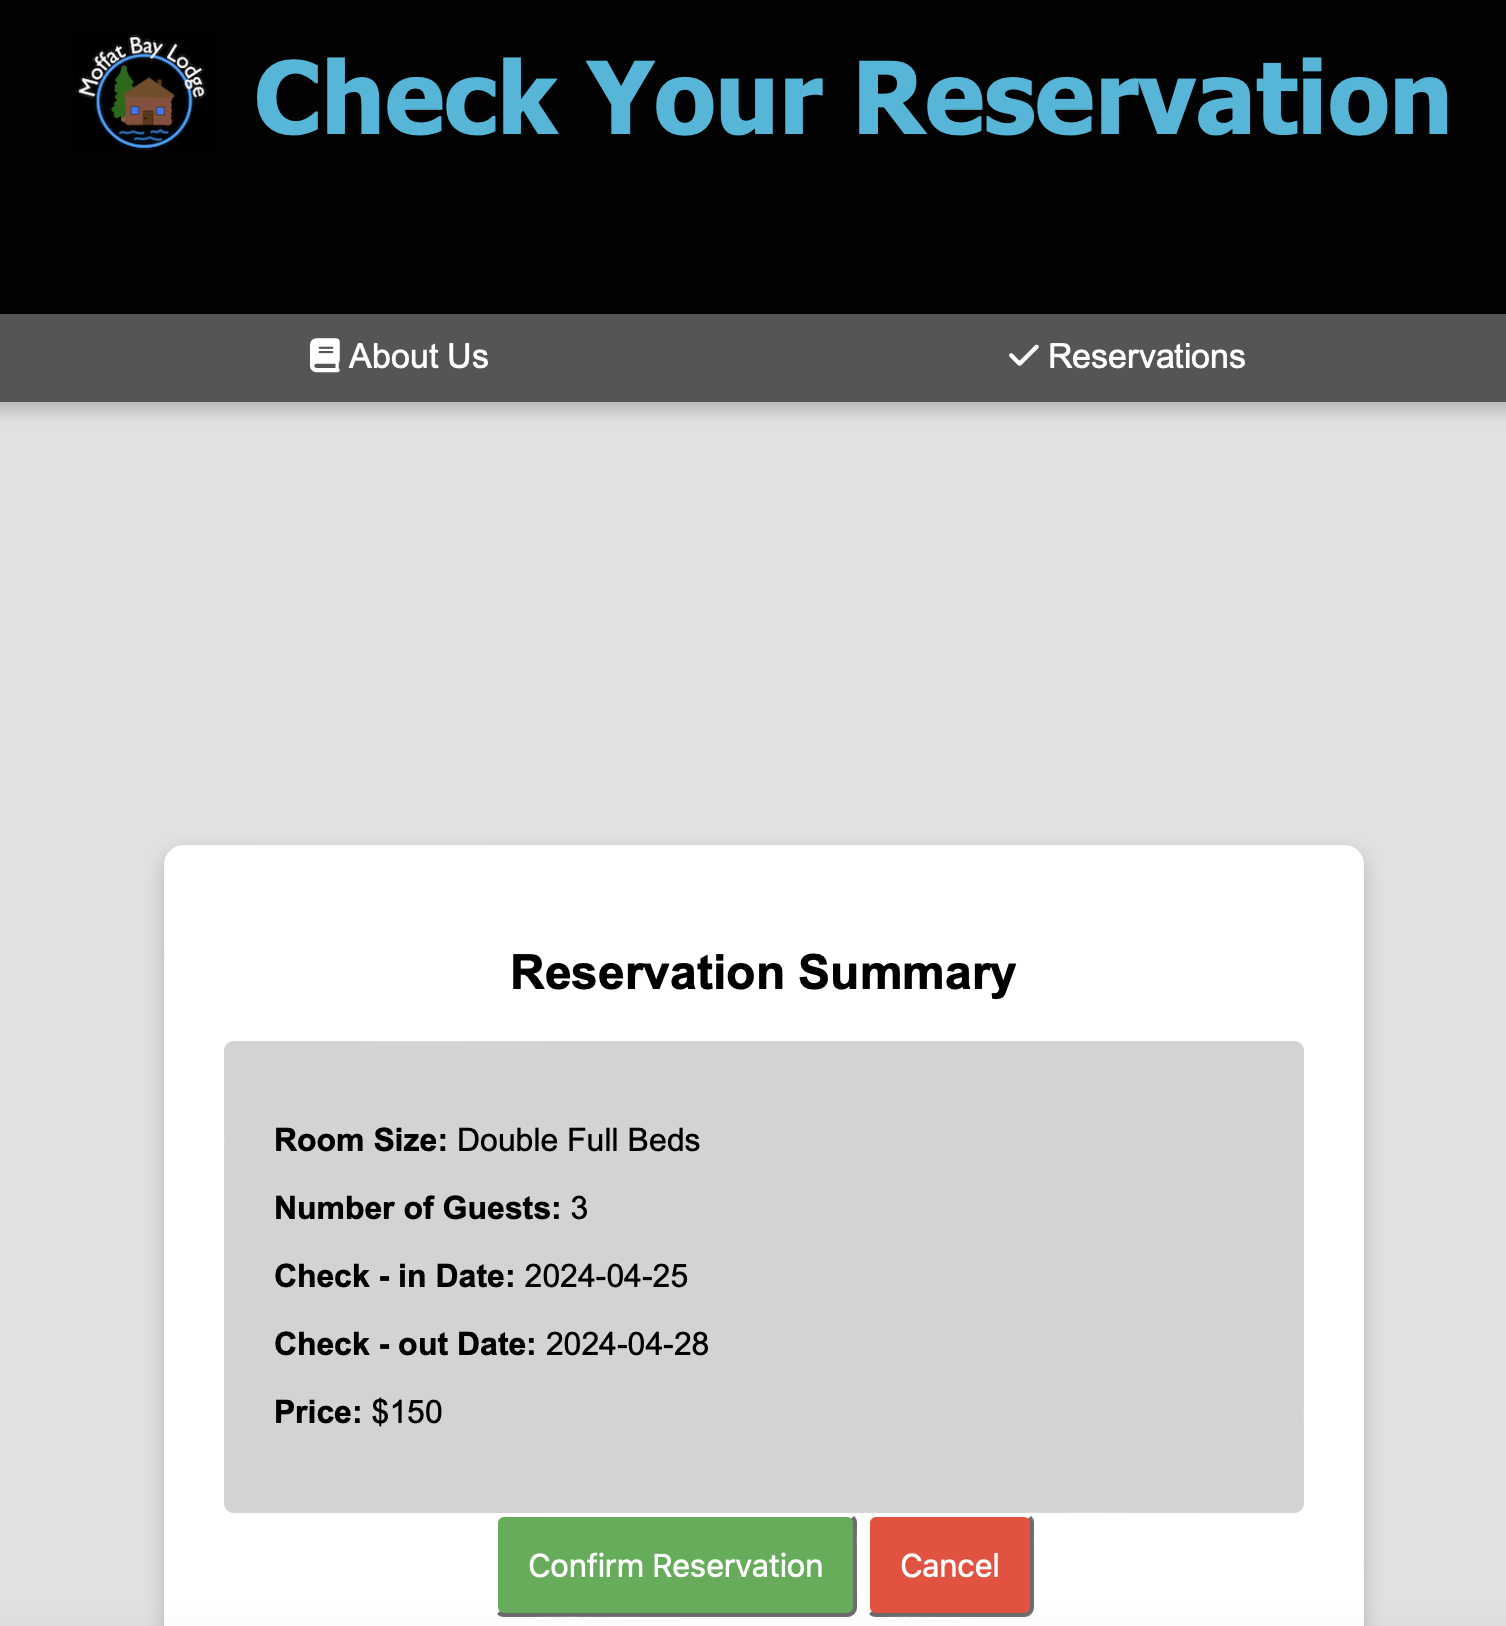 Moffat Bay Lodge
Check Your Reservation
About Us
Reservations
Reservation Summary
Room Size: Double Full Beds
Number of Guests: 3
Check - in Date: 2024-04-25
Check - out Date: 2024-04-28
Price: $150
Confirm Reservation
Cancel